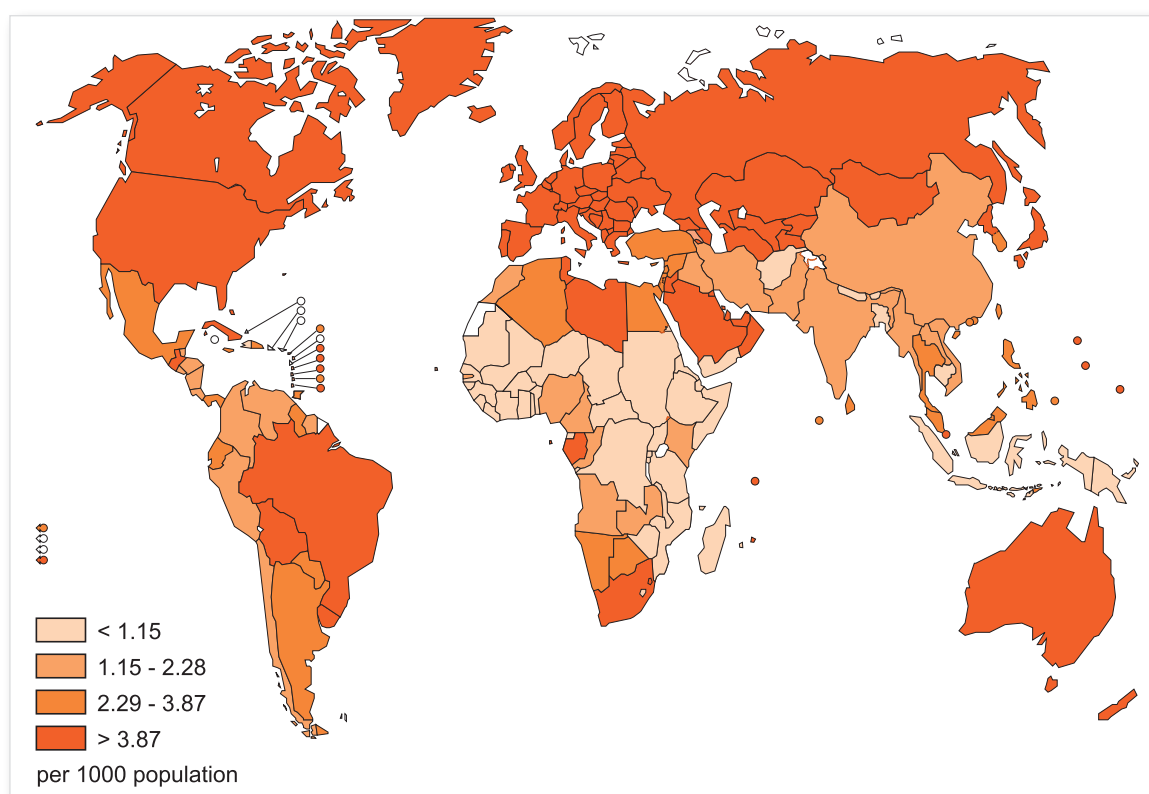 < 1.15
1.15 - 2.28
2.29 - 3.87
> 3.87
per 1000 population